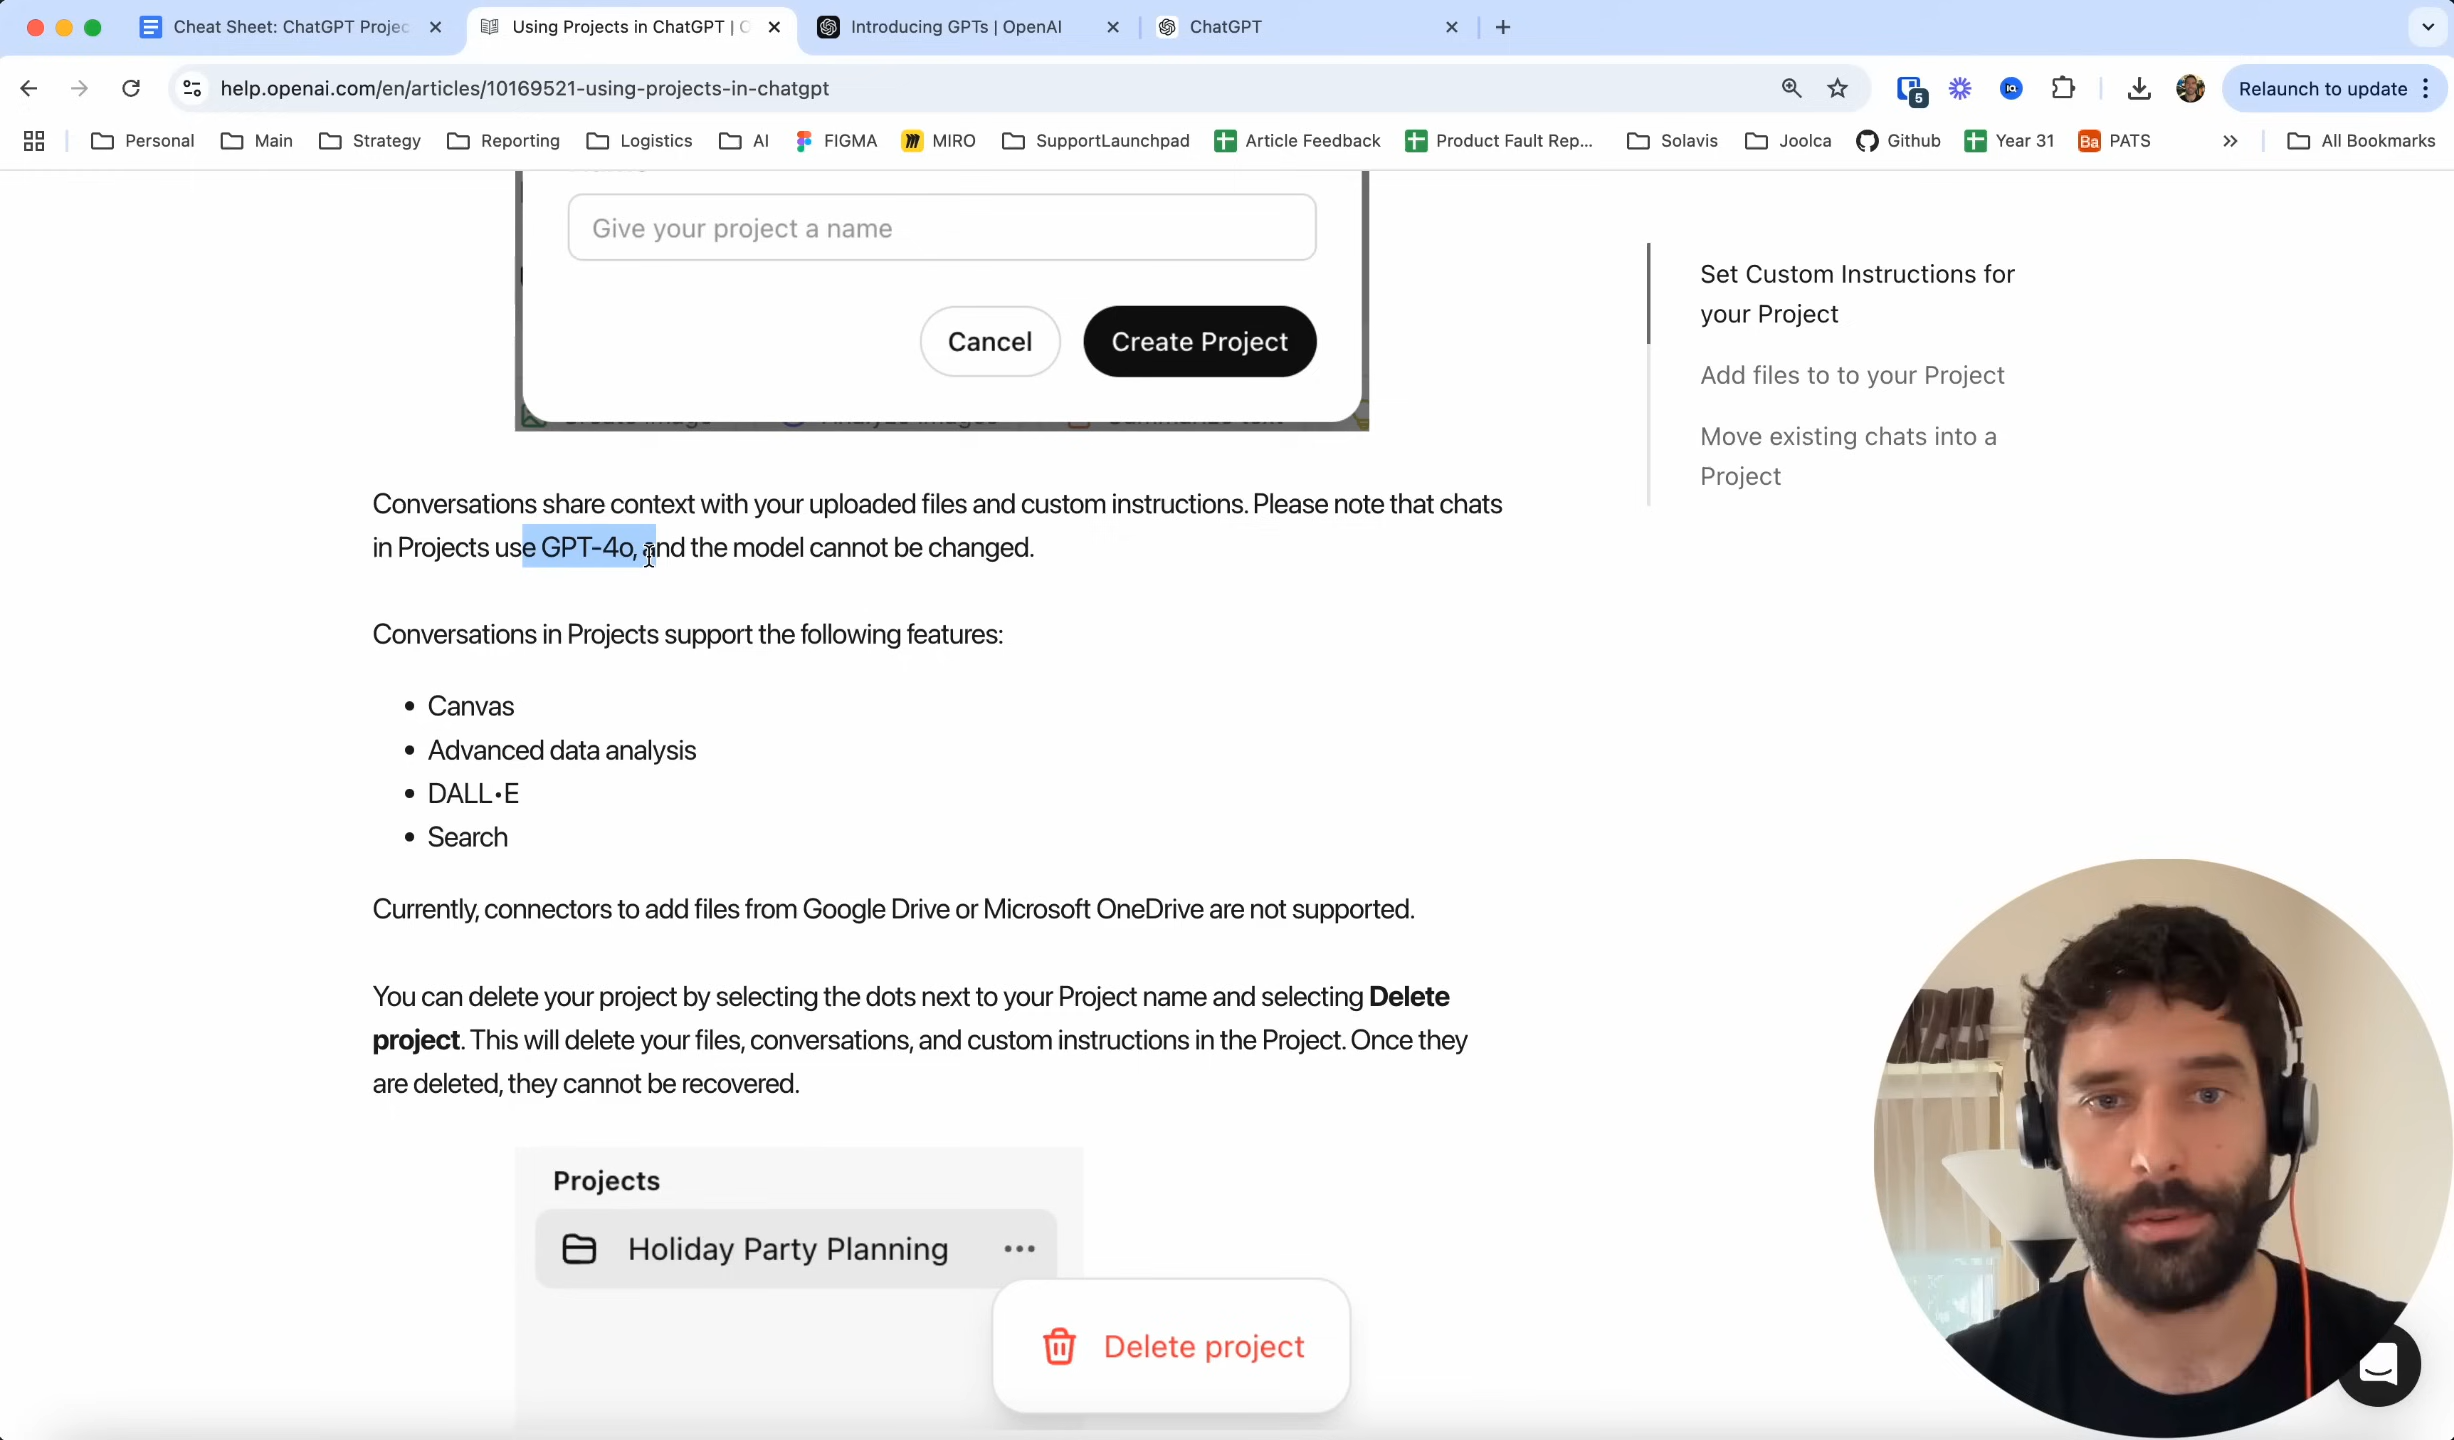 Cheat Sheet: ChatGPT Projec
Using Projects in ChatGPT | O
Introducing GPTs | OpenAI
ChatGPT
help.openai.com/en/articles/10169521-using-projects-in-chatgpt
5
IQ
Relaunch to update
Personal
Main
Strategy
Reporting
Logistics
AI
FIGMA
MIRO
SupportLaunchpad
Article Feedback
Product Fault Rep...
Solavis
Joolca
Github
Year 31
Ba PATS
All Bookmarks
Give your project a name
Cancel
Create Project
Set Custom Instructions for
your Project
Add files to to your Project
Move existing chats into a
Project
Conversations share context with your uploaded files and custom instructions. Please note that chats
in Projects use GPT-4o, and the model cannot be changed.
Conversations in Projects support the following features:
• Canvas
• Advanced data analysis
• DALL·E
• Search
Currently, connectors to add files from Google Drive or Microsoft OneDrive are not supported.
You can delete your project by selecting the dots next to your Project name and selecting Delete
project. This will delete your files, conversations, and custom instructions in the Project. Once they
are deleted, they cannot be recovered.
Projects
Holiday Party Planning
Delete project